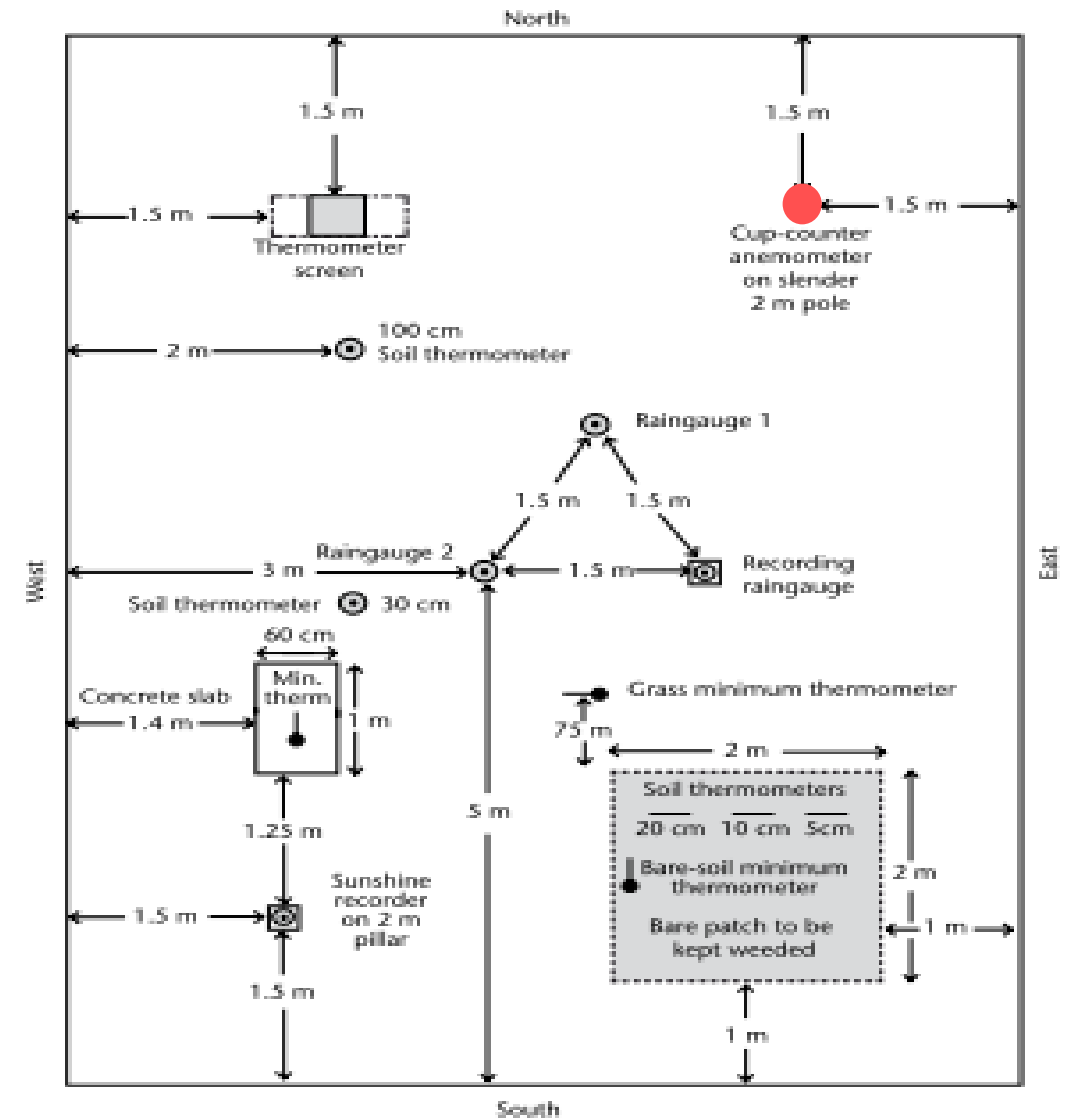 North
1.5 m
1.5 m
1.5 m
1.5 m
Thermometer
screen
Cup-counter
anemometer
on slender
2 m pole
2 m
100 cm
Soil thermometer
Raingauge 1
1.5 m
1.5 m
Raingauge 2
3 m
1.5 m
Recording
raingauge
West
East
Soil thermometer
30 cm
60 cm
Concrete slab
1.4 m
Min.
therm
1 m
Grass minimum thermometer
75 m
2 m
1.25 m
5 m
Soil thermometers
20 cm 10 cm 5cm
Bare-soil minimum
thermometer
2 m
Bare patch to be
kept weeded
1 m
Sunshine
recorder
on 2 m
pillar
1.5 m
1.5 m
1 m
South